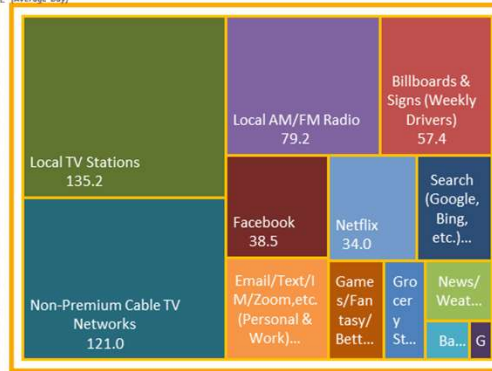 (Average Day)
Local TV Stations
135.2
Non-Premium Cable TV
Networks
121.0
Local AM/FM Radio
79.2
Billboards &
Signs (Weekly
Drivers)
57.4
Facebook
38.5
Netflix
34.0
Search
(Google,
Bing,
etc.)...
Email/Text/I
M/Zoom,etc.
(Personal &
Work)...
Game
s/Fan
tasy/
Bett...
Gro
cer
y
St...
News/
Weat...
Ba...
G